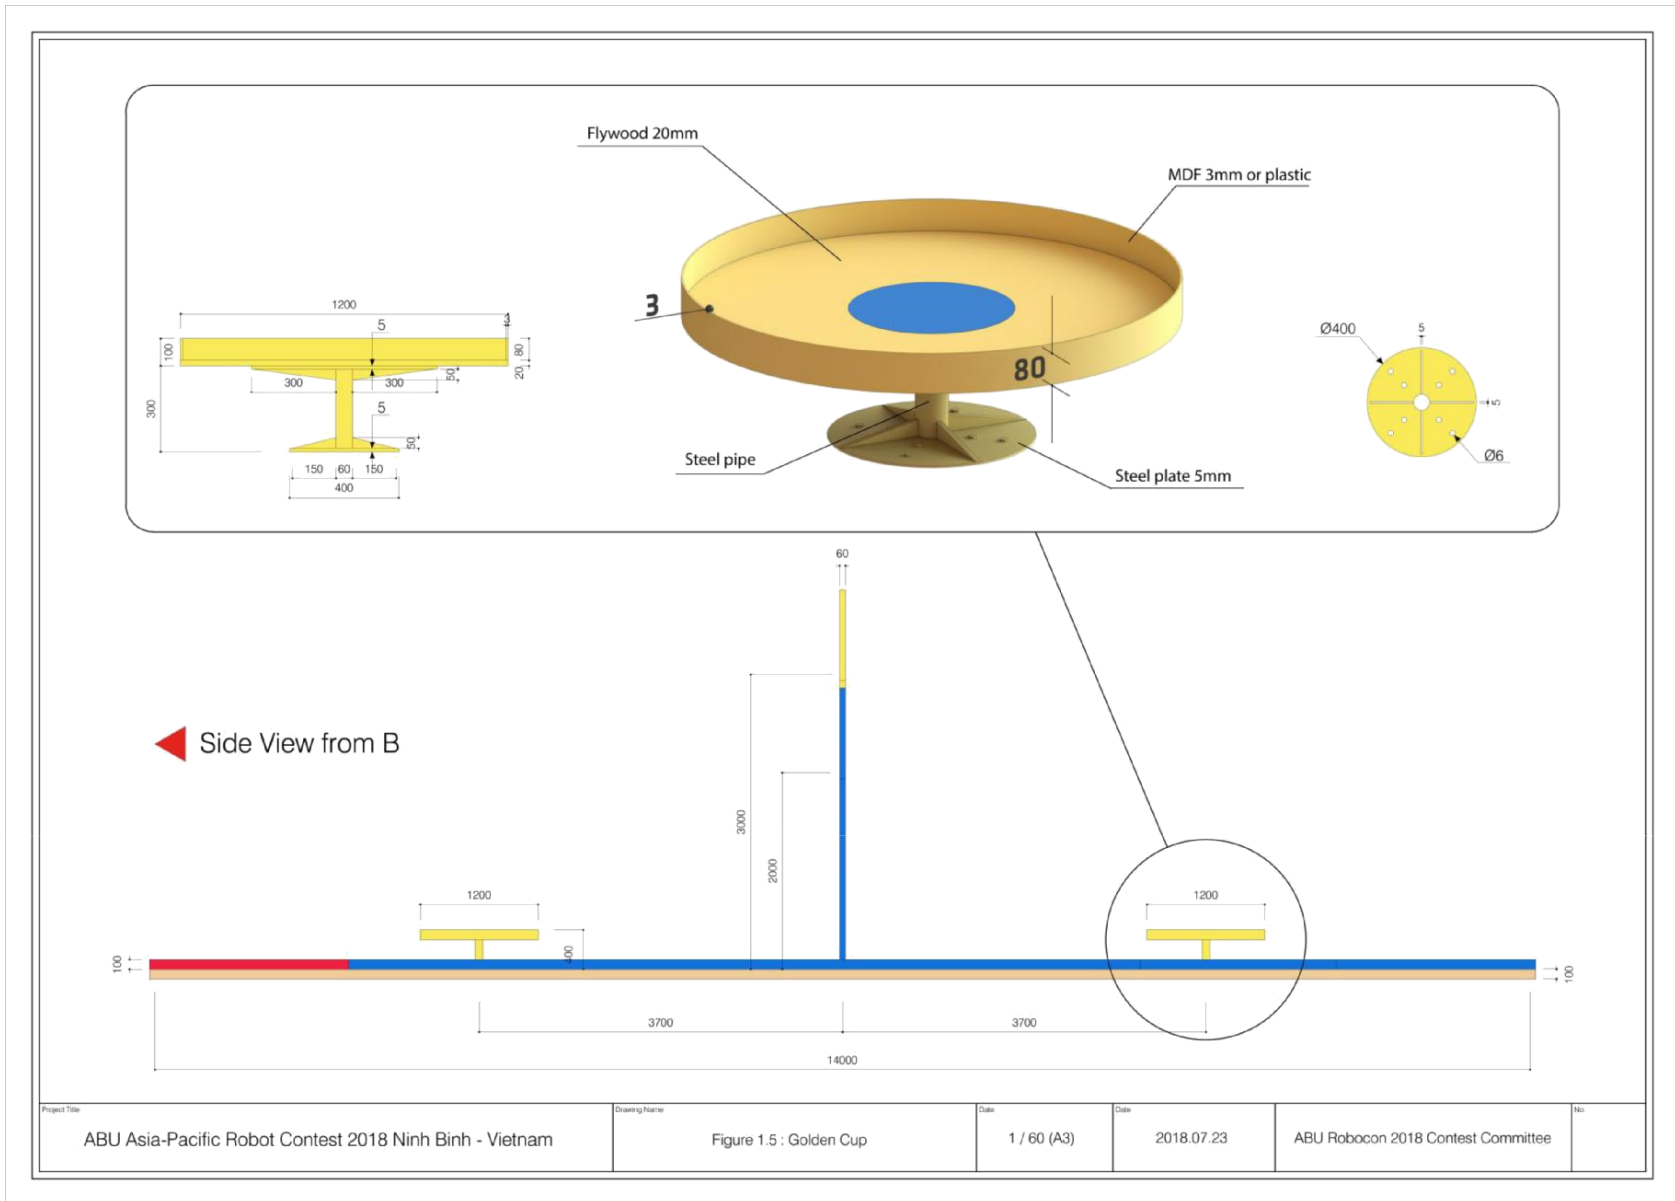 Flywood 20mm
MDF 3mm or plastic
3
80
Steel pipe
Steel plate 5mm
1200
3
5
100
80
20
300
300
50
300
5
50
150
60
150
400
Ø400
5
5
Ø6
60
Side View from B
3000
2000
1200
400
1200
100
100
3700
3700
14000
Project Title
ABU Asia-Pacific Robot Contest 2018 Ninh Binh - Vietnam
Drawing Name
Figure 1.5 : Golden Cup
Date
1 / 60 (A3)
Date
2018.07.23
ABU Robocon 2018 Contest Committee
No.